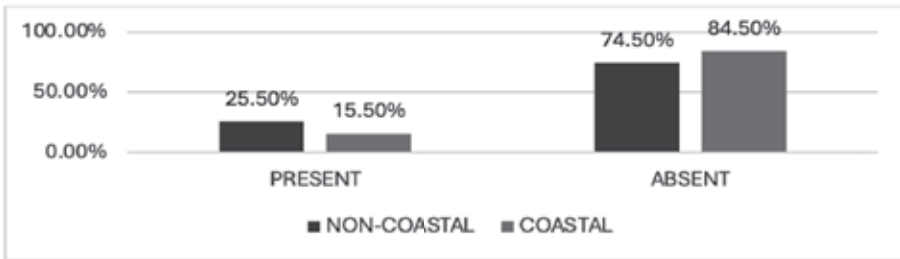 100.00%
74.50% 84.50%
50.00%
25.50% 15.50%
0.00%
PRESENT ABSENT
NON-COASTAL COASTAL